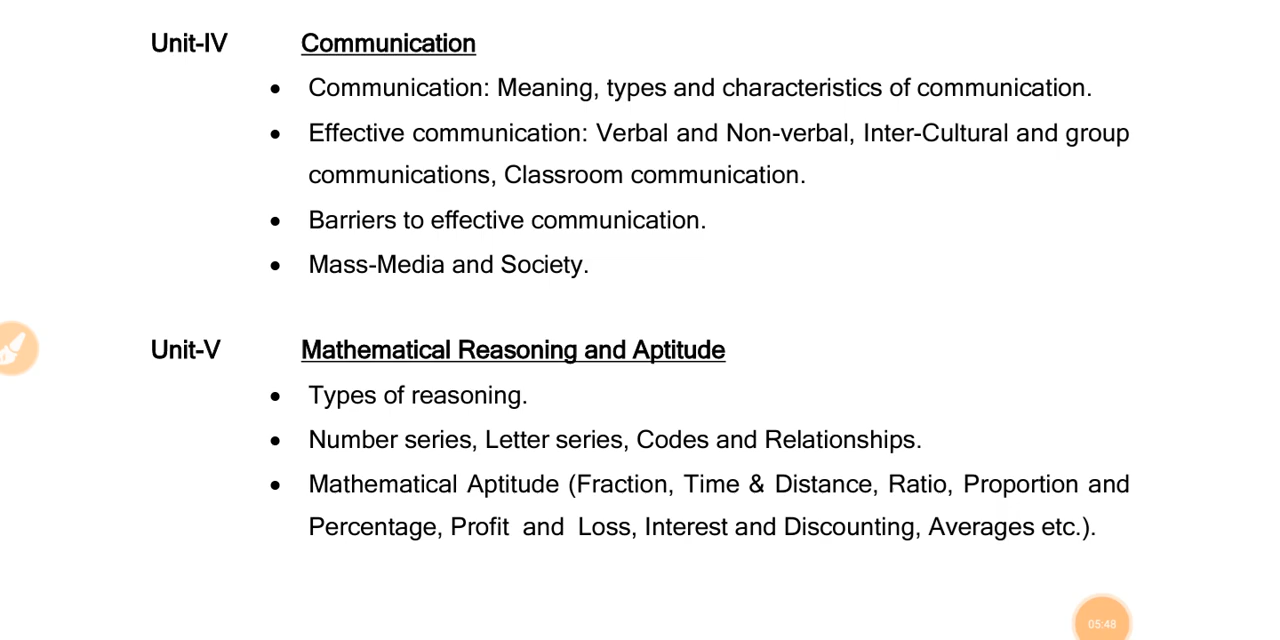 Unit-IV Communication
• Communication: Meaning, types and characteristics of communication.
• Effective communication: Verbal and Non-verbal, Inter-Cultural and group
communications, Classroom communication.
• Barriers to effective communication.
• Mass-Media and Society.
Unit-V Mathematical Reasoning and Aptitude
• Types of reasoning.
• Number series, Letter series, Codes and Relationships.
• Mathematical Aptitude (Fraction, Time & Distance, Ratio, Proportion and
Percentage, Profit and Loss, Interest and Discounting, Averages etc.).
05:48